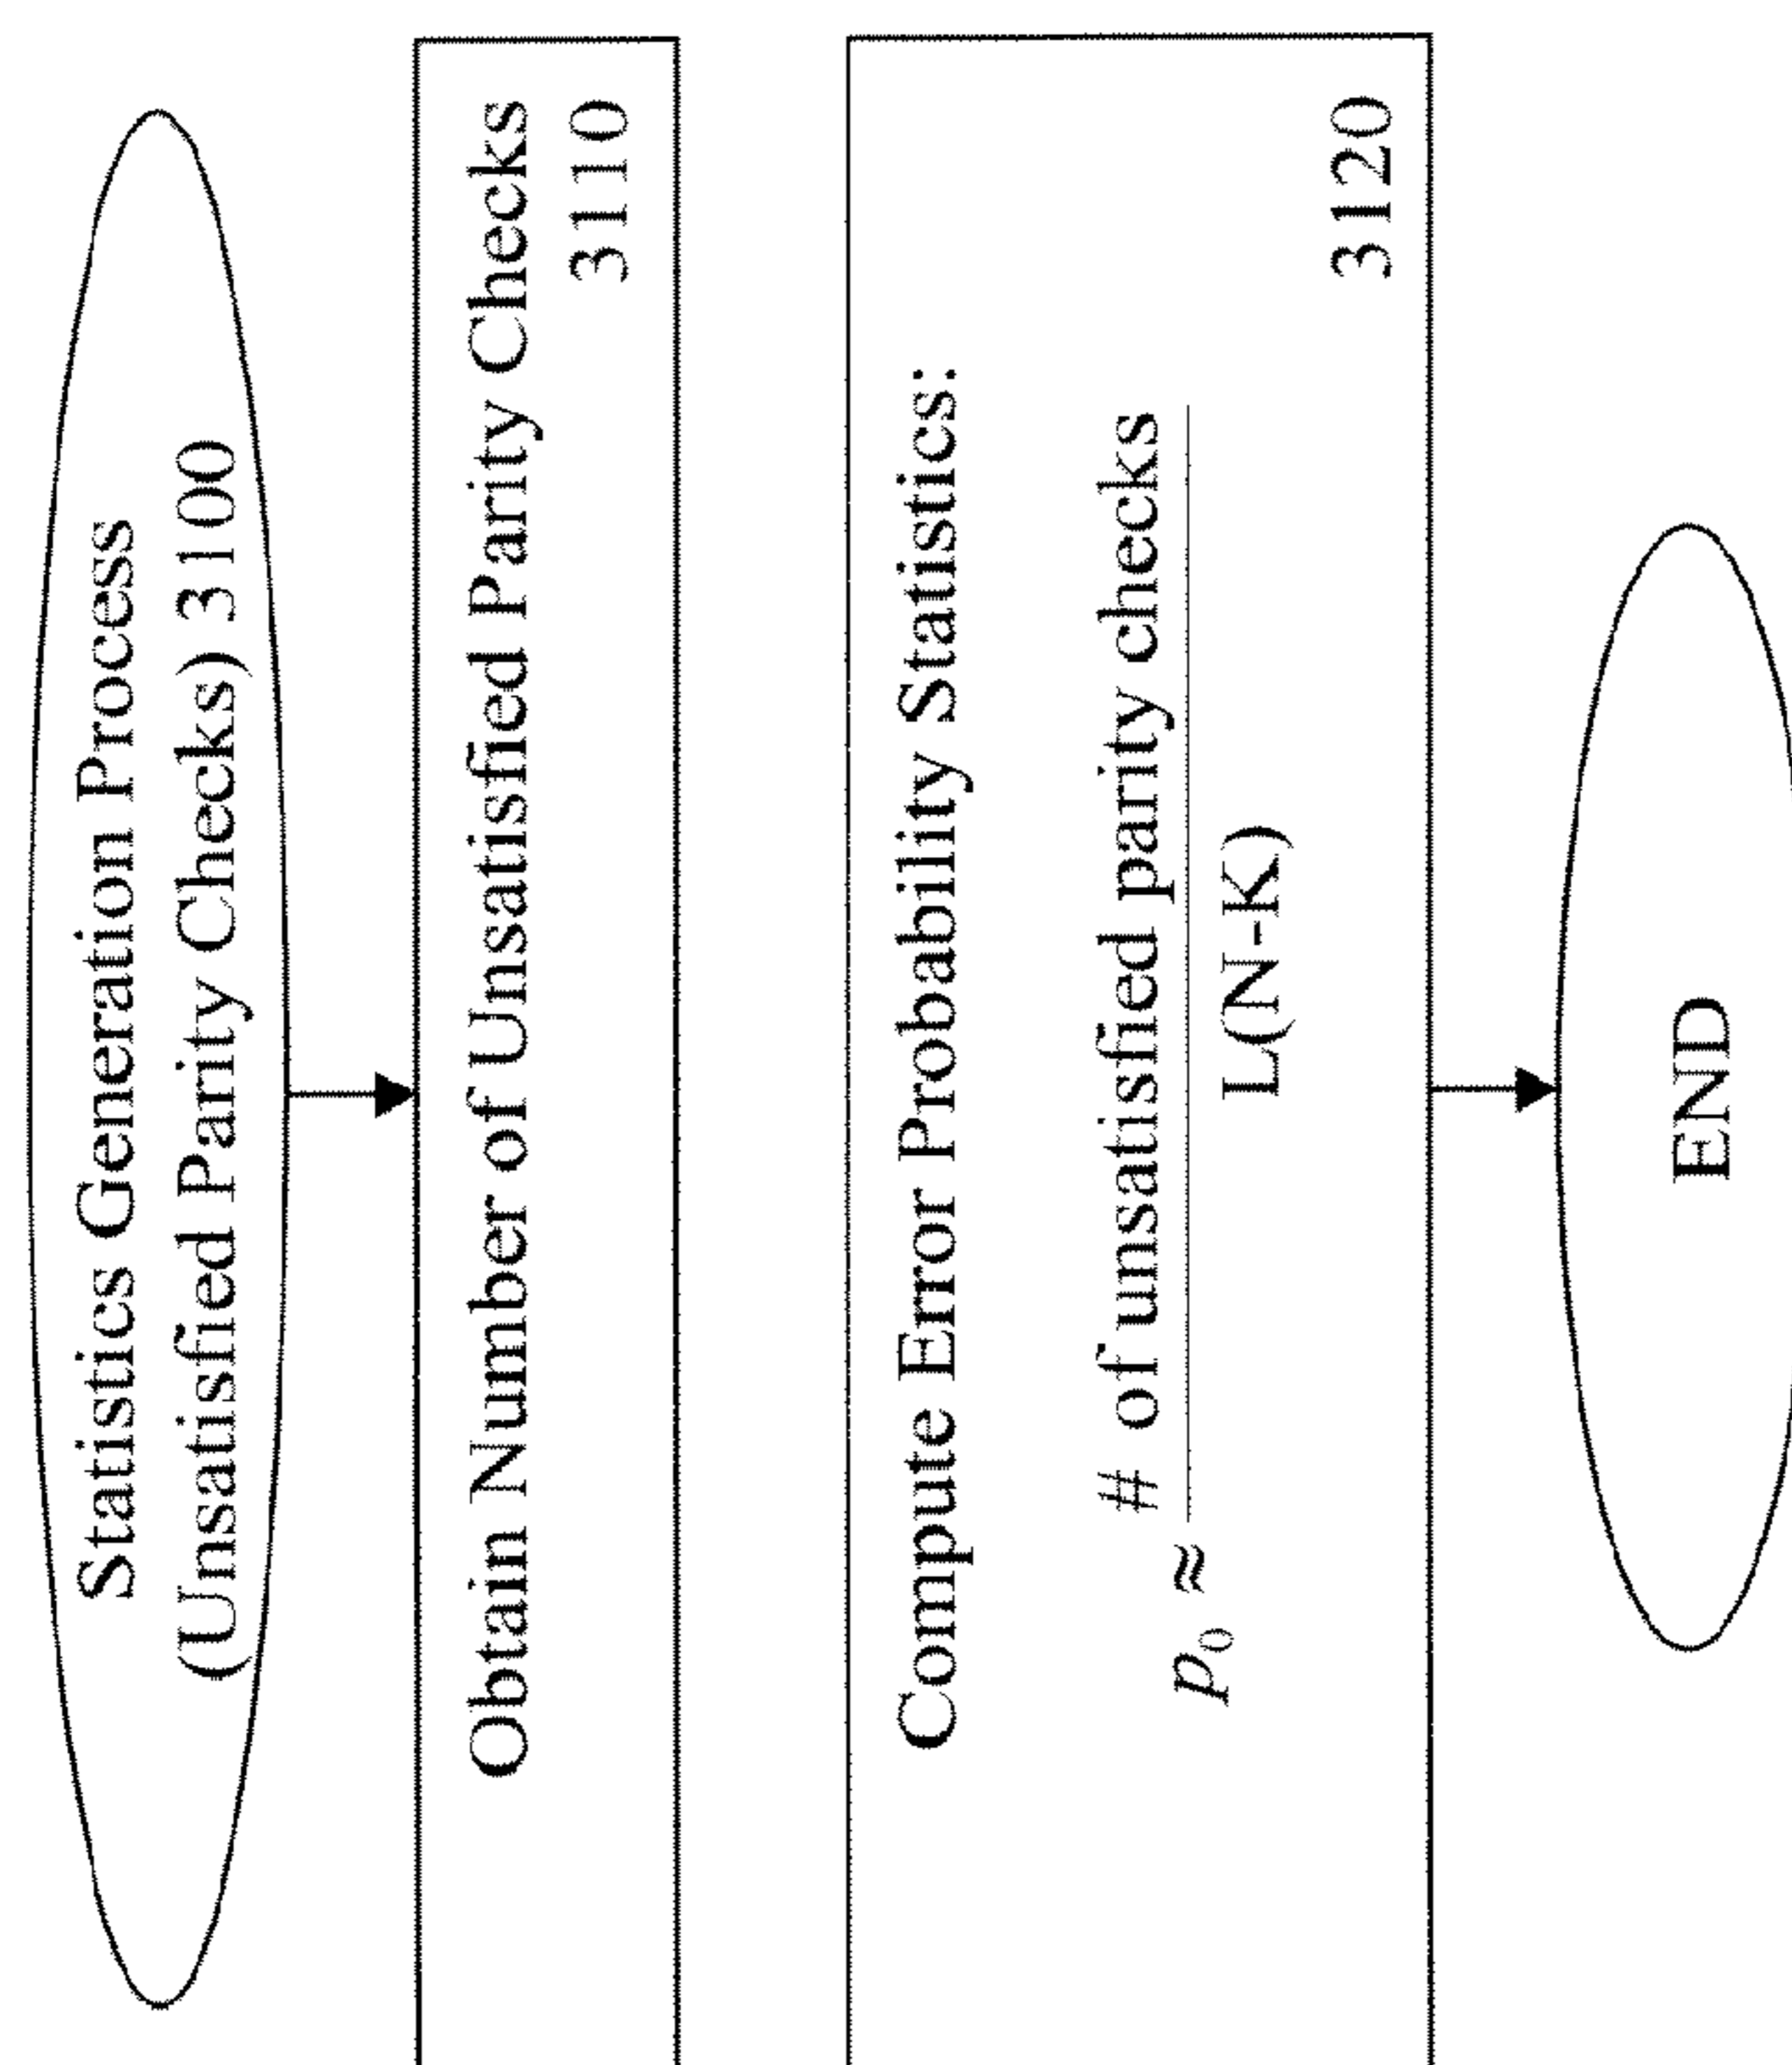 Statistics Generation Process
(Unsatisfied Parity Checks) 3100
Obtain Number of Unsatisfied Parity Checks
3110
Compute Error Probability Statistics:
# of unsatisfied parity checks
p₀ ≈
L(N-K)
3120
END